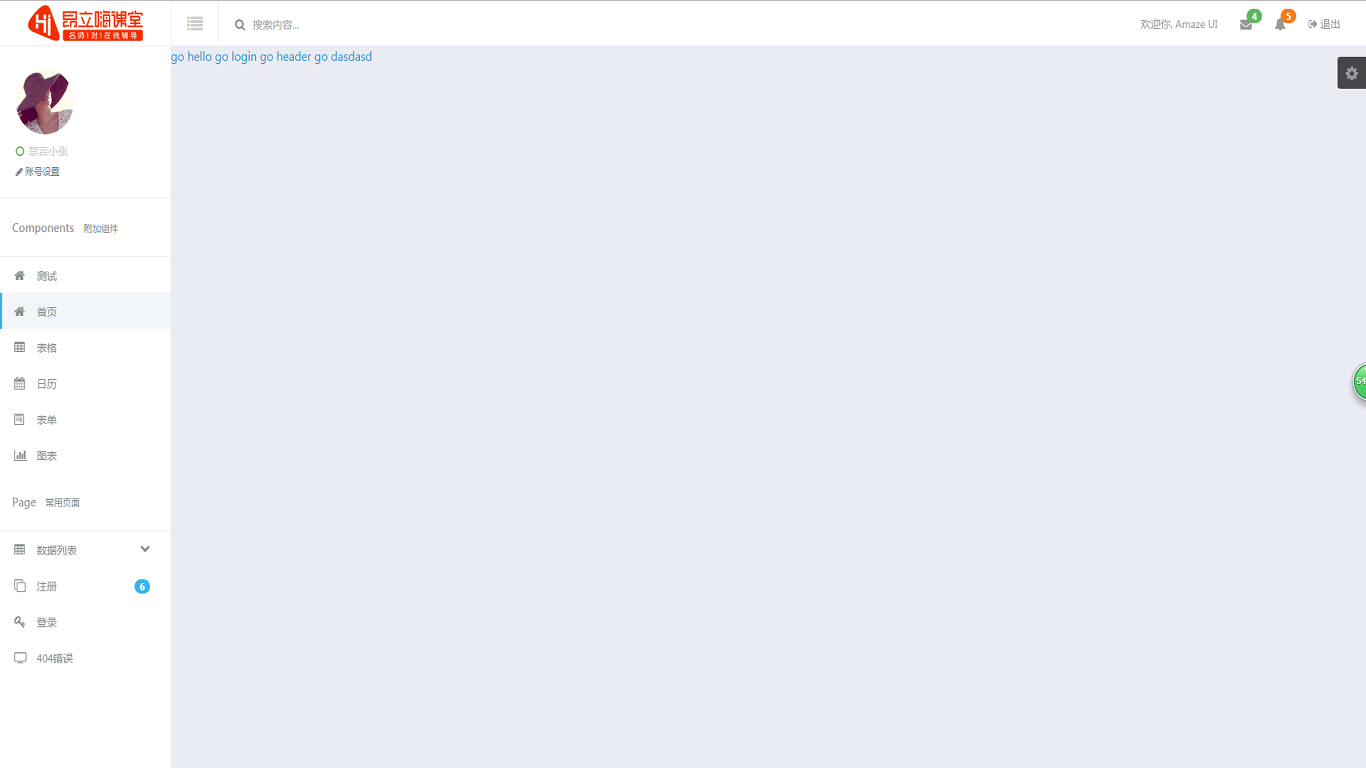 Hi 昂立嗨课堂
名师1对1在线辅导
搜索内容...
欢迎你, Amaze UI
4
5
退出
go hello go login go header go dasdasd
禁言小张
账号设置
Components 附加组件
测试
首页
表格
日历
表单
图表
Page 常用页面
数据列表
注册 6
登录
404错误